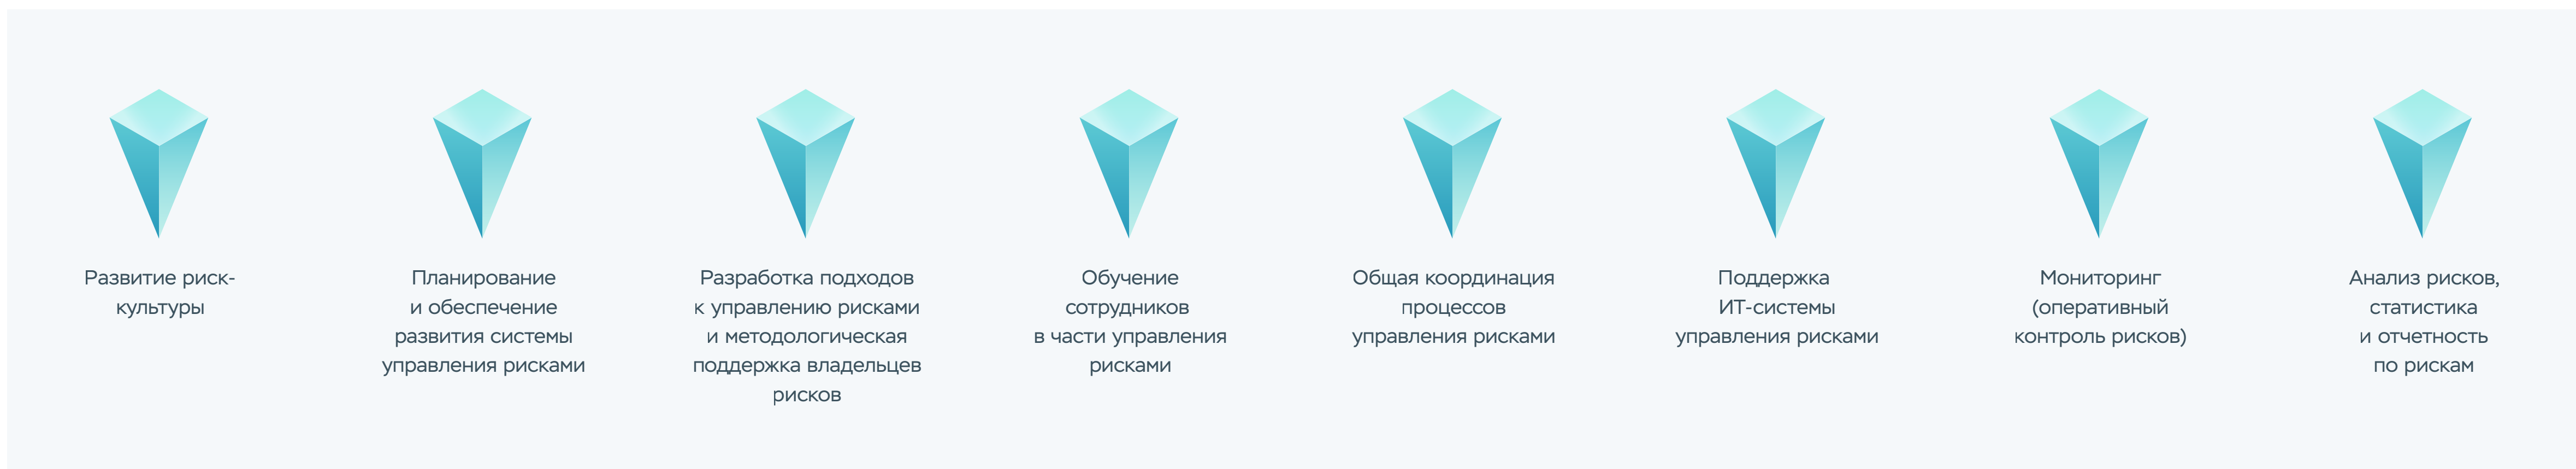 Развитие риск-
культуры
Планирование
и обеспечение
развития системы
управления рисками
Разработка подходов
к управлению рисками
и методологическая
поддержка владельцев
рисков
Обучение
сотрудников
в части управления
рисками
Общая координация
процессов
управления рисками
Поддержка
ИТ-системы
управления рисками
Мониторинг
(оперативный
контроль рисков)
Анализ рисков,
статистика
и отчетность
по рискам